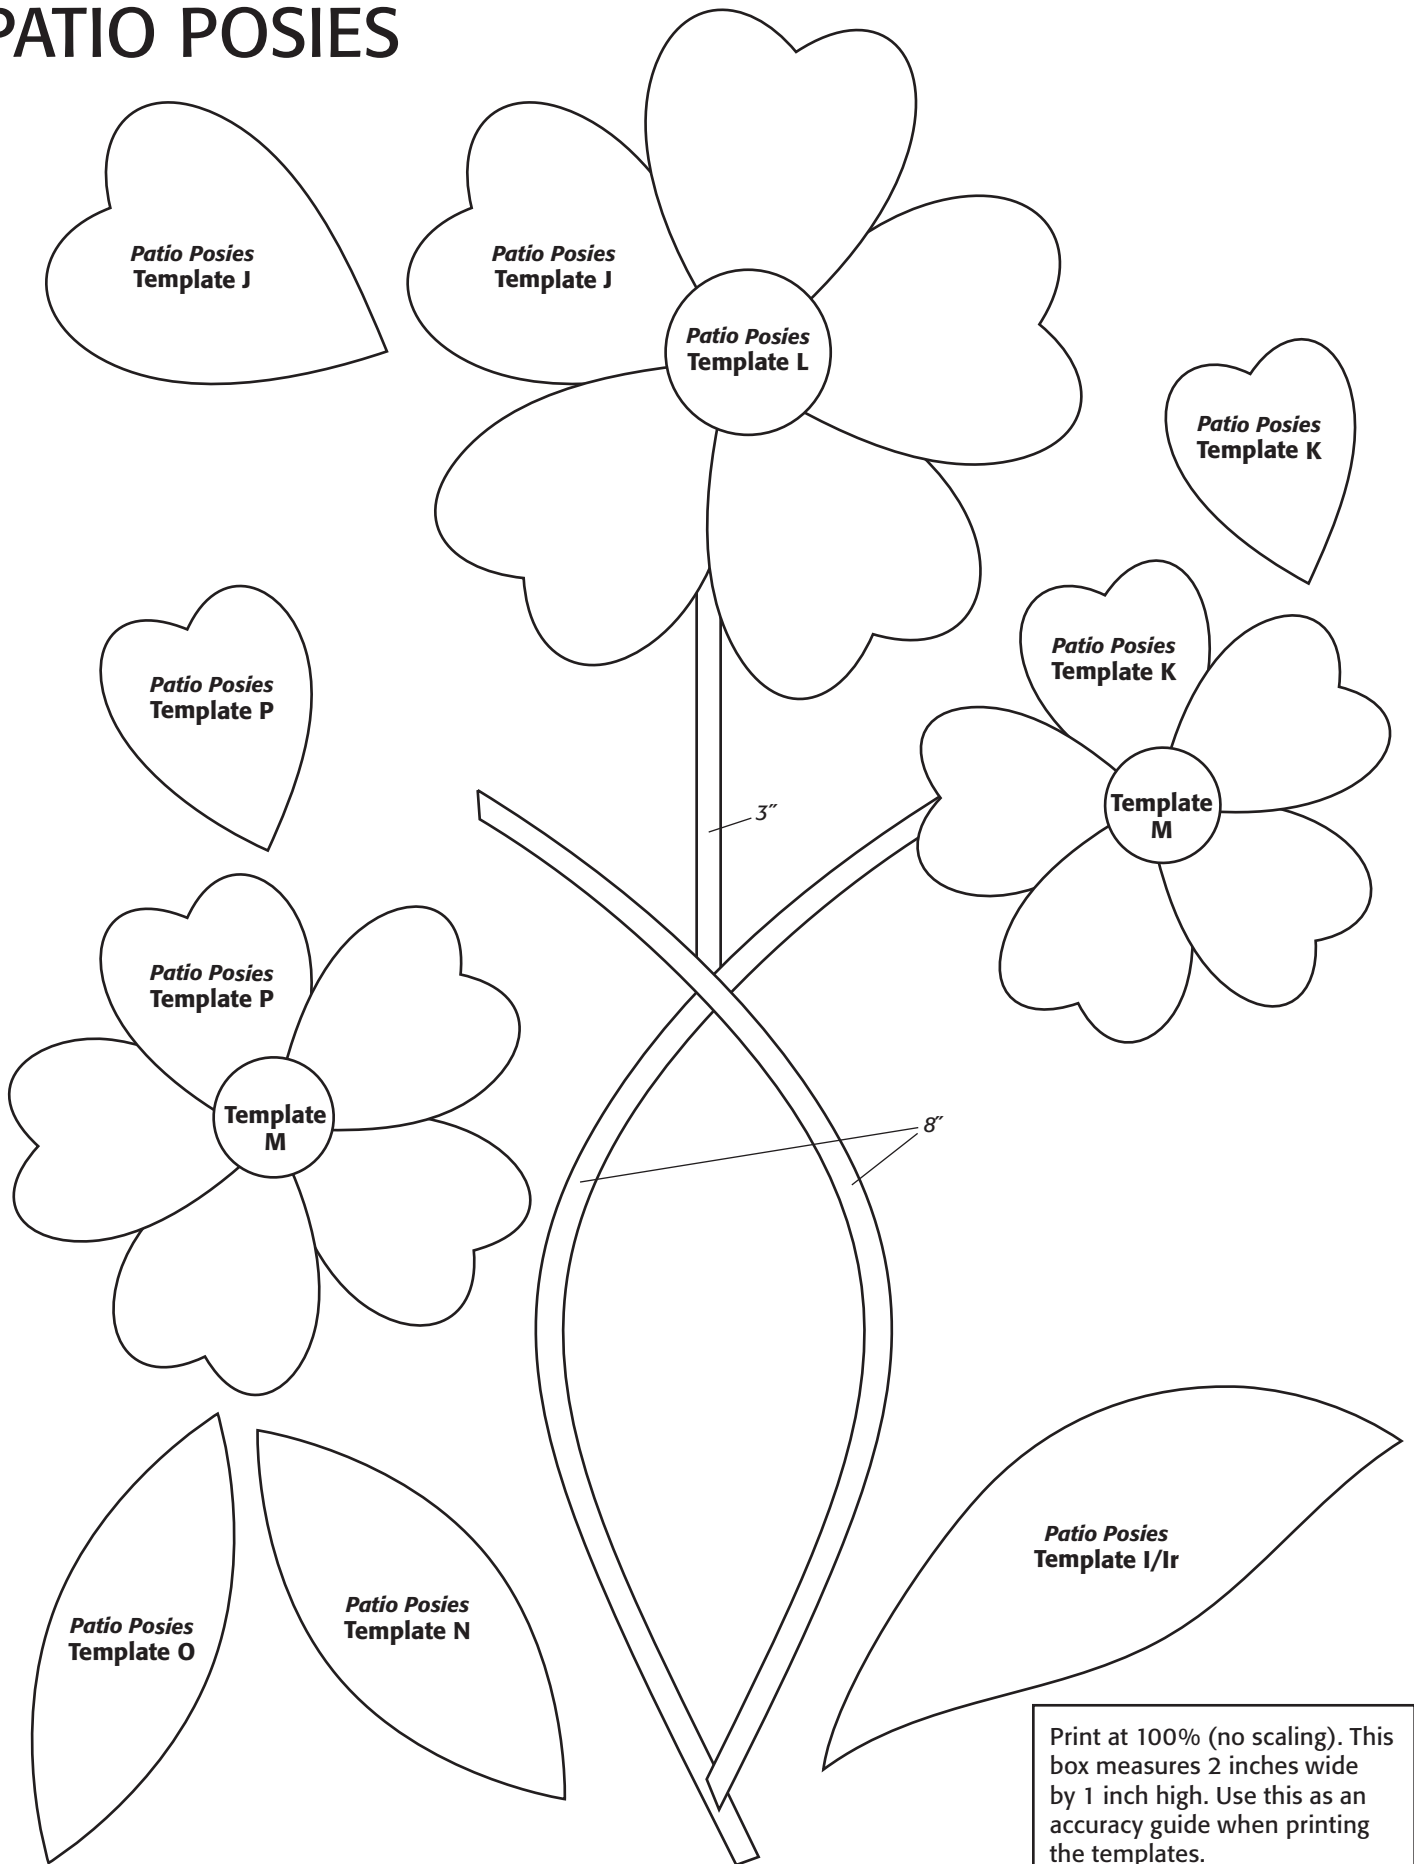 PATIO POSIES
Patio Posies
Template J
Patio Posies
Template J
Patio Posies
Template L
Patio Posies
Template K
Patio Posies
Template K
Patio Posies
Template P
Template
M
3″
Patio Posies
Template P
Template
M
8″
Patio Posies
Template I/Ir
Patio Posies
Template N
Patio Posies
Template O
Print at 100% (no scaling). This
box measures 2 inches wide
by 1 inch high. Use this as an
accuracy guide when printing
the templates.